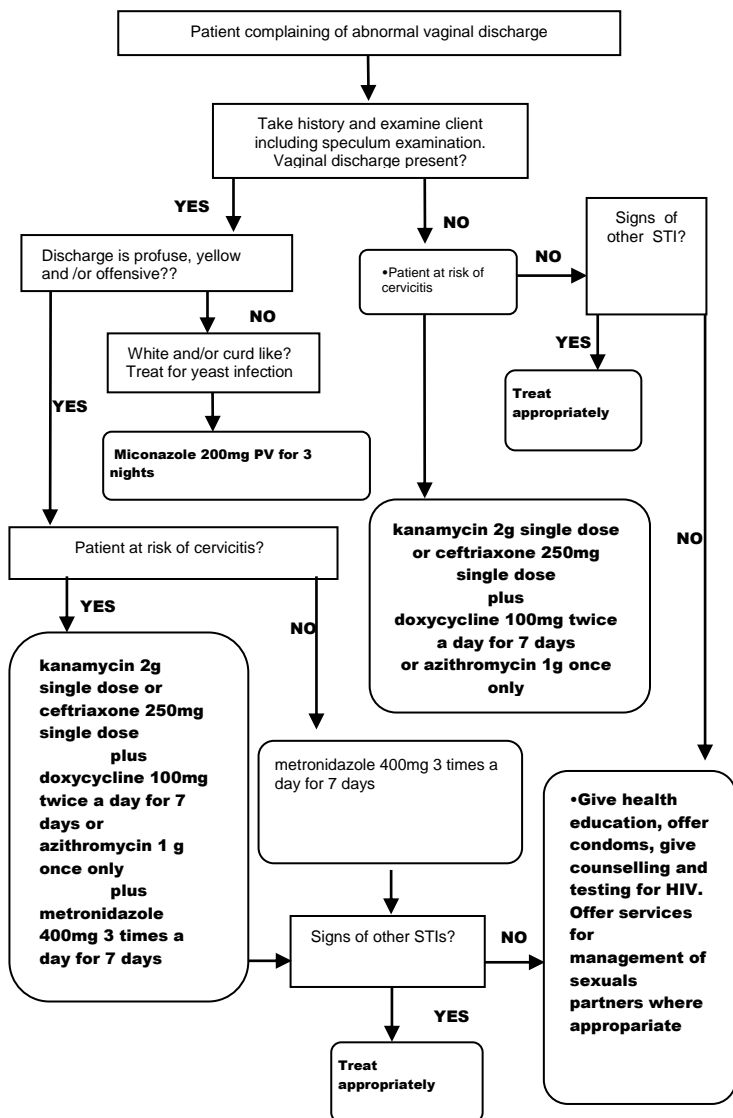 Patient complaining of abnormal vaginal discharge
Take history and examine client
including speculum examination.
Vaginal discharge present?
YES
NO
Signs of
other STI?
Discharge is profuse, yellow
and /or offensive??
•Patient at risk of
cervicitis
NO
NO
White and/or curd like?
Treat for yeast infection
YES
Treat
appropriately
YES
Miconazole 200mg PV for 3
nights
Patient at risk of cervicitis?
kanamycin 2g single dose
or ceftriaxone 250mg
single dose
plus
doxycycline 100mg twice
a day for 7 days
or azithromycin 1g once
only
NO
YES
NO
kanamycin 2g
single dose or
ceftriaxone 250mg
single dose
plus
doxycycline 100mg
twice a day for 7
days or
azithromycin 1 g
once only
plus
metronidazole
400mg 3 times a
day for 7 days
metronidazole 400mg 3 times a
day for 7 days
•Give health
education, offer
condoms, give
counselling and
testing for HIV.
Offer services
for
management of
sexuals
partners where
appropariate
Signs of other STIs?
NO
YES
Treat
appropriately